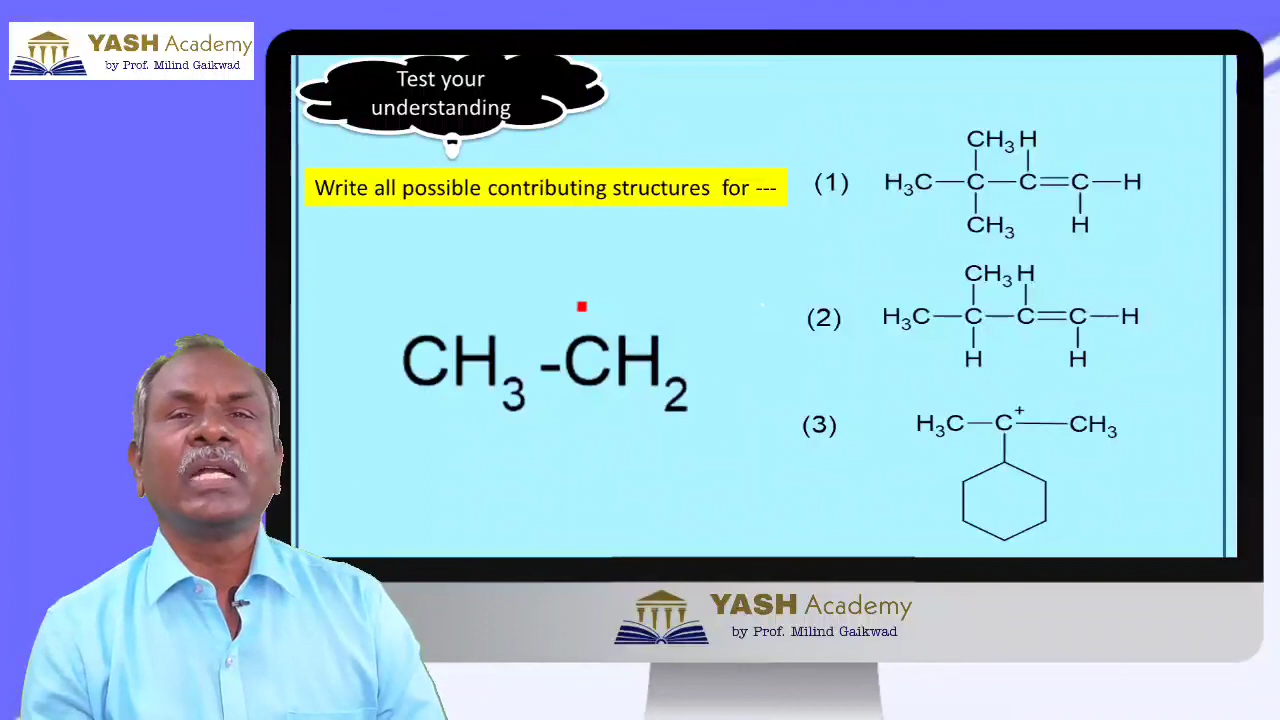 YASH Academy
by Prof. Milind Gaikwad
Test your
understanding
Write all possible contributing structures for ---
CH3 -CH2
(1)
CH3 H
H3C C C C H
CH3 H
(2)
CH3 H
H3C C C C H
H H
(3)
H3C C+ CH3
YASH Academy
by Prof. Milind Gaikwad